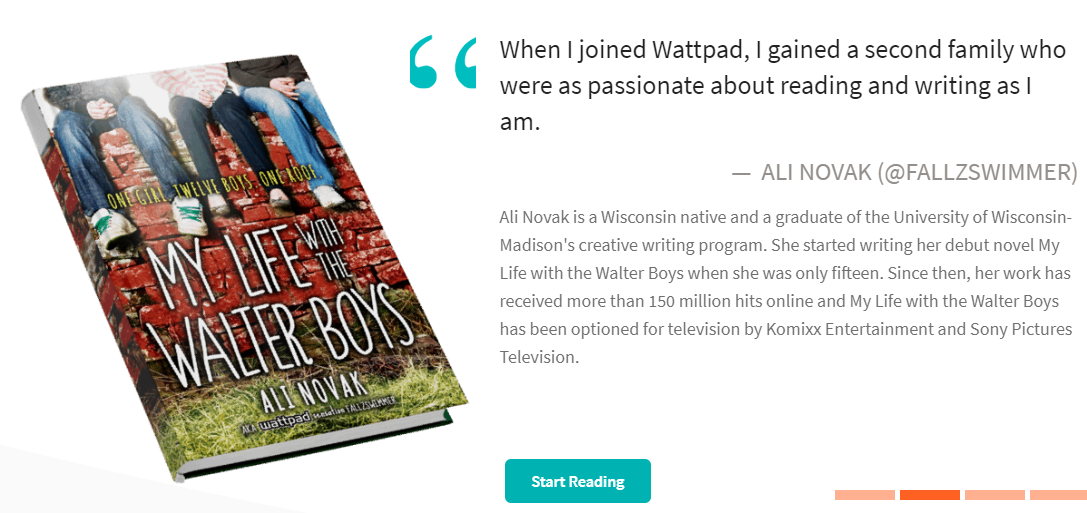 When I joined Wattpad, I gained a second family who
were as passionate about reading and writing as I
am.
— ALI NOVAK (@FALLZSWIMMER)
Ali Novak is a Wisconsin native and a graduate of the University of Wisconsin-
Madison's creative writing program. She started writing her debut novel My
Life with the Walter Boys when she was only fifteen. Since then, her work has
received more than 150 million hits online and My Life with the Walter Boys
has been optioned for television by Komixx Entertainment and Sony Pictures
Television.
Start Reading
ONE GIRL. TWELVE BOYS. ONE ROOF.
MY LIFE WITH
THE
WALTER BOYS
ALI NOVAK
AKA wattpad sensation FALLZSWIMMER